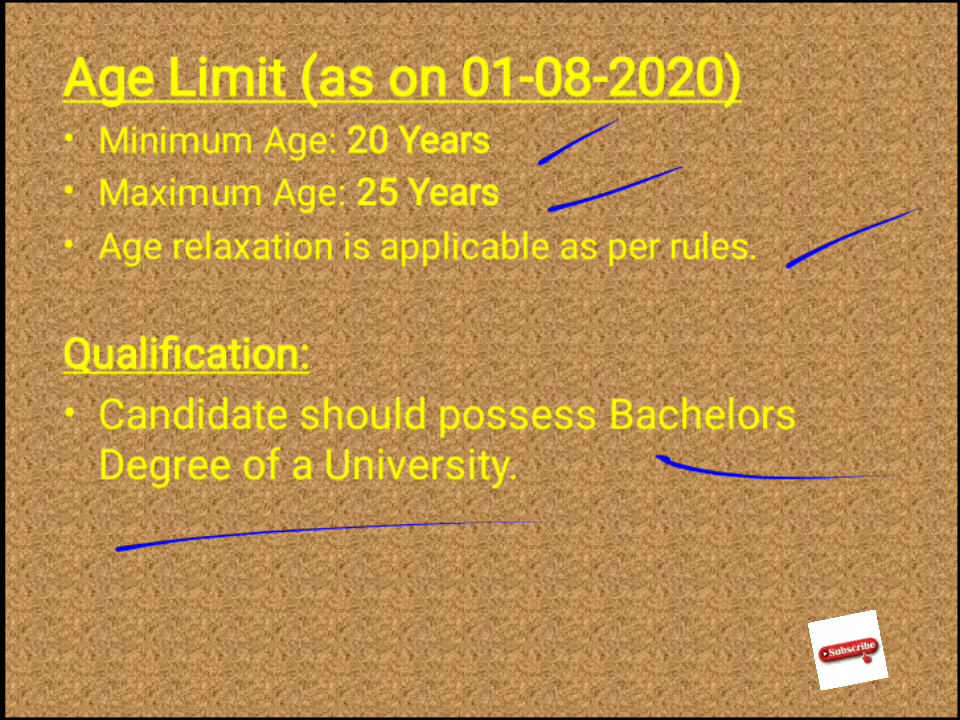 Age Limit (as on 01-08-2020)
• Minimum Age: 20 Years
• Maximum Age: 25 Years
• Age relaxation is applicable as per rules.
Qualification:
• Candidate should possess Bachelors
Degree of a University.
Subscribe